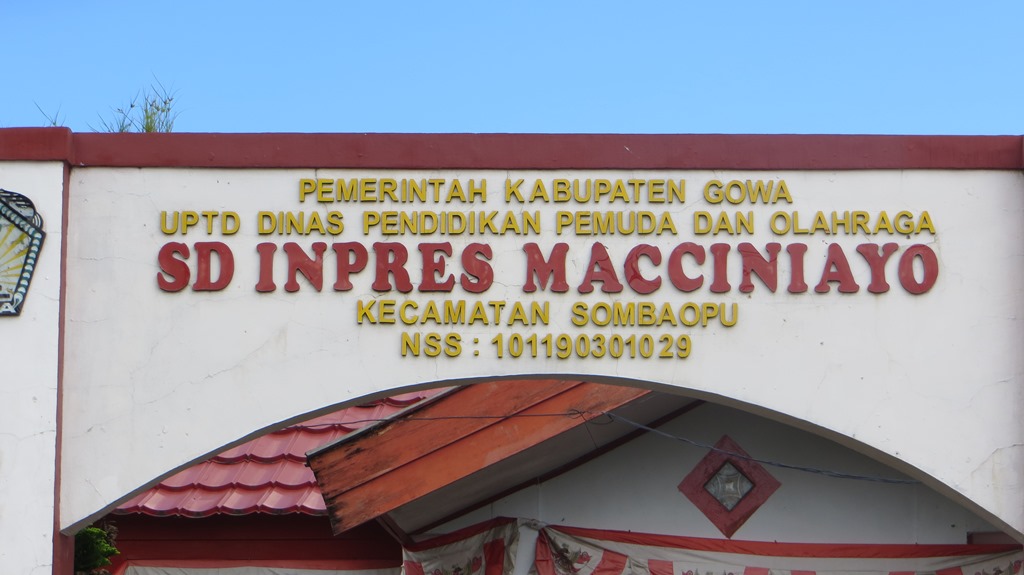 PEMERINTAH KABUPATEN GOWA
UPTD DINAS PENDIDIKAN PEMUDA DAN OLAHRAGA
SD INPRES MACCINIAYO
KECAMATAN SOMBAOPU
NSS : 101190301029